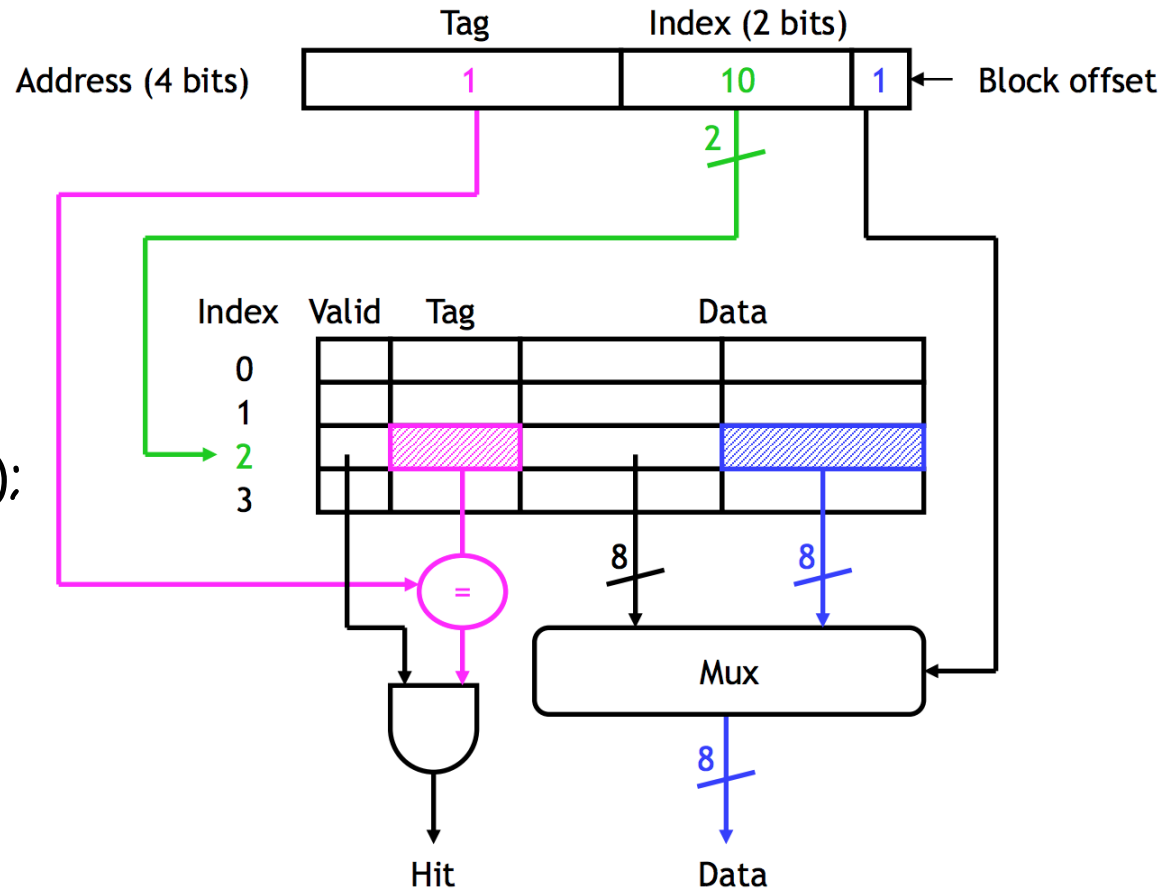 Tag Index (2 bits)
Address (4 bits) 1 10 1 Block offset
2
Index Valid Tag Data
0
1
2
);
3
8 8
=
Mux
8
Hit Data